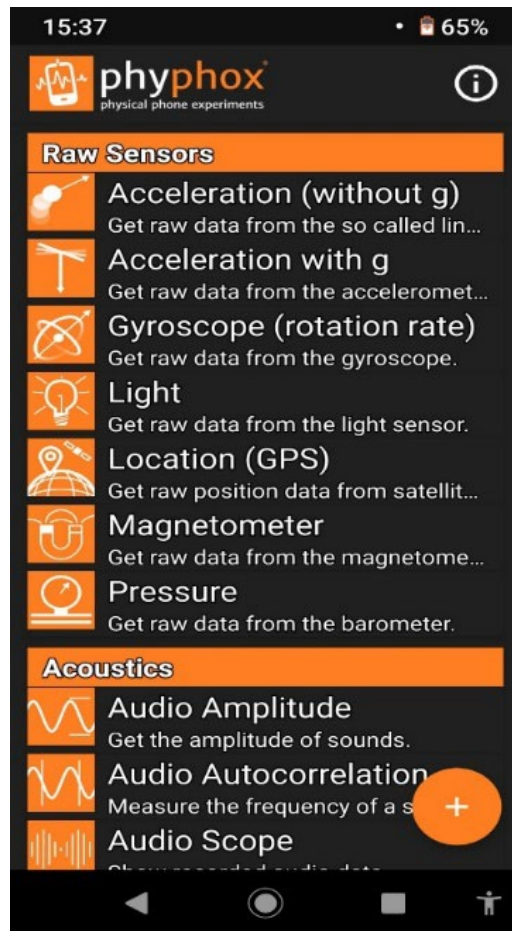 15:37
65%
phyphox
physical phone experiments
Raw Sensors
Acceleration (without g)
Get raw data from the so called lin...
Acceleration with g
Get raw data from the acceleromet...
Gyroscope (rotation rate)
Get raw data from the gyroscope.
Light
Get raw data from the light sensor.
Location (GPS)
Get raw position data from satellit...
Magnetometer
Get raw data from the magnetome...
Pressure
Get raw data from the barometer.
Acoustics
Audio Amplitude
Get the amplitude of sounds.
Audio Autocorrelation
Measure the frequency of a s
+
Audio Scope